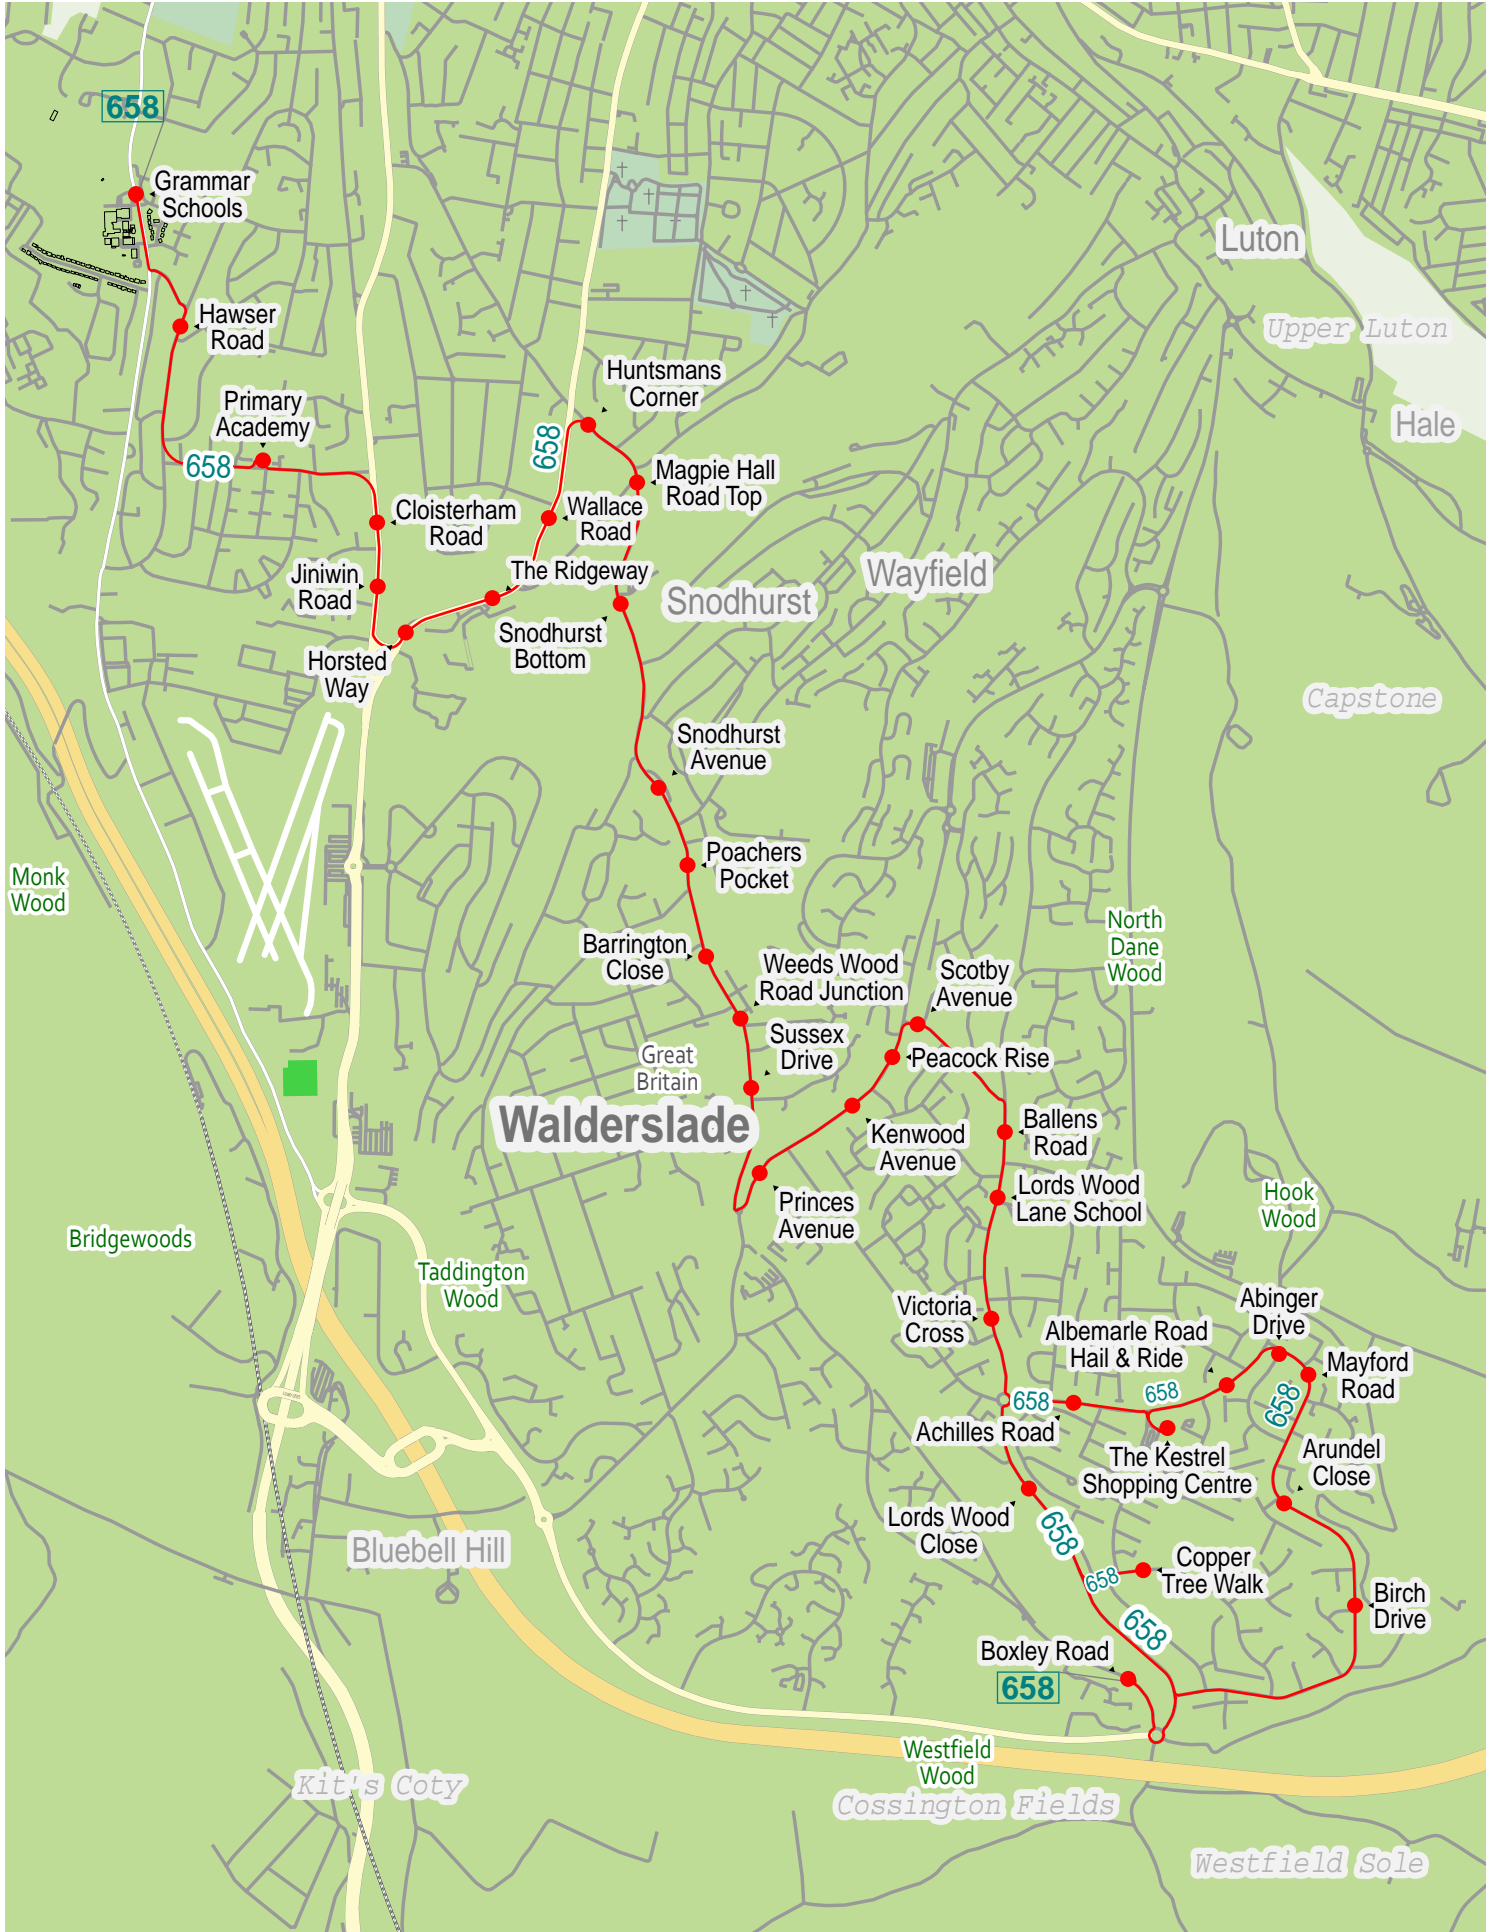 658
Grammar
Schools
Luton
Hawser
Road
Upper Luton
Huntsmans
Corner
Primary
Academy
Hale
658
658
Magpie Hall
Road Top
Cloisterham
Road
Wallace
Road
Jiniwin
Road
The Ridgeway
Wayfield
Snodhurst
Snodhurst
Bottom
Horsted
Way
Capstone
Snodhurst
Avenue
Poachers
Pocket
Monk
Wood
North
Dane
Wood
Barrington
Close
Weeds Wood
Road Junction
Scotby
Avenue
Sussex
Drive
Great
Britain
Peacock Rise
Walderslade
Kenwood
Avenue
Ballens
Road
Lords Wood
Lane School
Princes
Avenue
Hook
Wood
Bridgewoods
Taddington
Wood
Victoria
Cross
Abinger
Drive
Albemarle Road
Hail & Ride
Mayford
Road
658
658
658
Achilles Road
The Kestrel
Shopping Centre
Arundel
Close
Lords Wood
Close
658
Bluebell Hill
Copper
Tree Walk
658
Birch
Drive
658
Boxley Road
658
Westfield
Wood
Kit's Coty
Cossington Fields
Westfield Sole